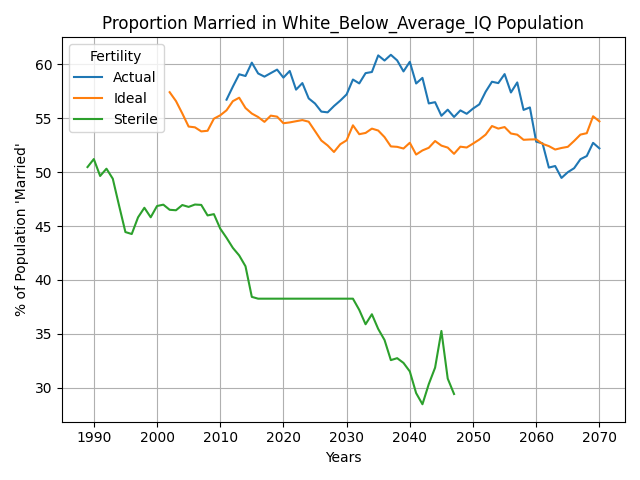 Proportion Married in White_Below_Average_IQ Population
Fertility
Actual
Ideal
Sterile
% of Population 'Married'
60
55
50
45
40
35
30
1990
2000
2010
2020
2030
2040
2050
2060
2070
Years